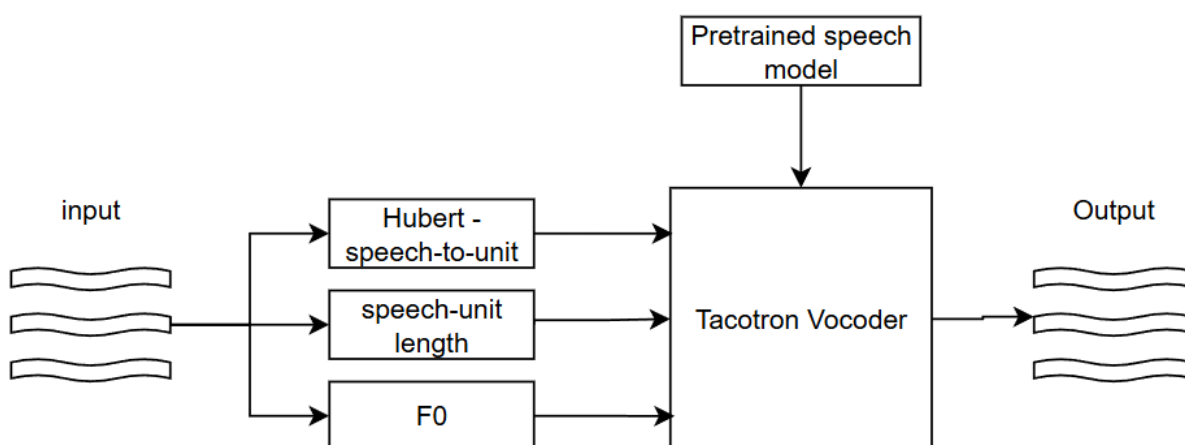 Pretrained speech
model
input
Hubert -
speech-to-unit
speech-unit
length
F0
Tacotron Vocoder
Output